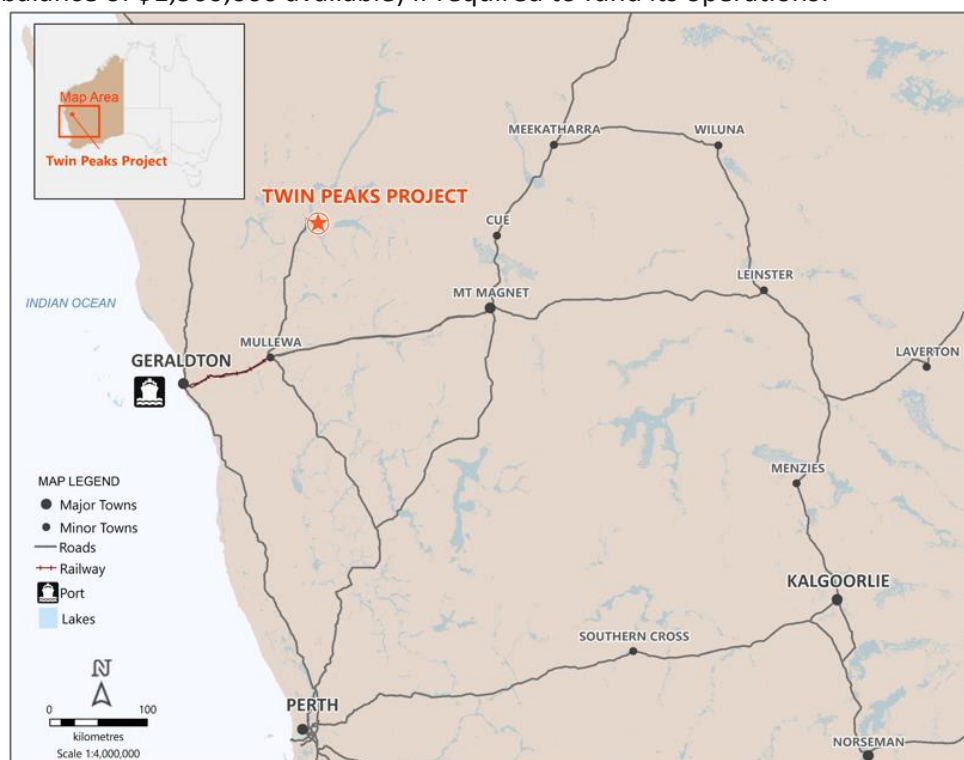 balance of $1,500,000 available, if required to fund its operations.
Map Area
Twin Peaks Project
MEEKATHARRA
WILUNA
TWIN PEAKS PROJECT
CUE
LEINSTER
MT MAGNET
INDIAN OCEAN
MULLEWA
GERALDTON
LAVERTON
MAP LEGEND
Major Towns
Minor Towns
Roads
Railway
Port
Lakes
MENZIES
KALGOORLIE
SOUTHERN CROSS
N
0 100
kilometres
Scale 1:4,000,000
PERTH
NORSEMAN